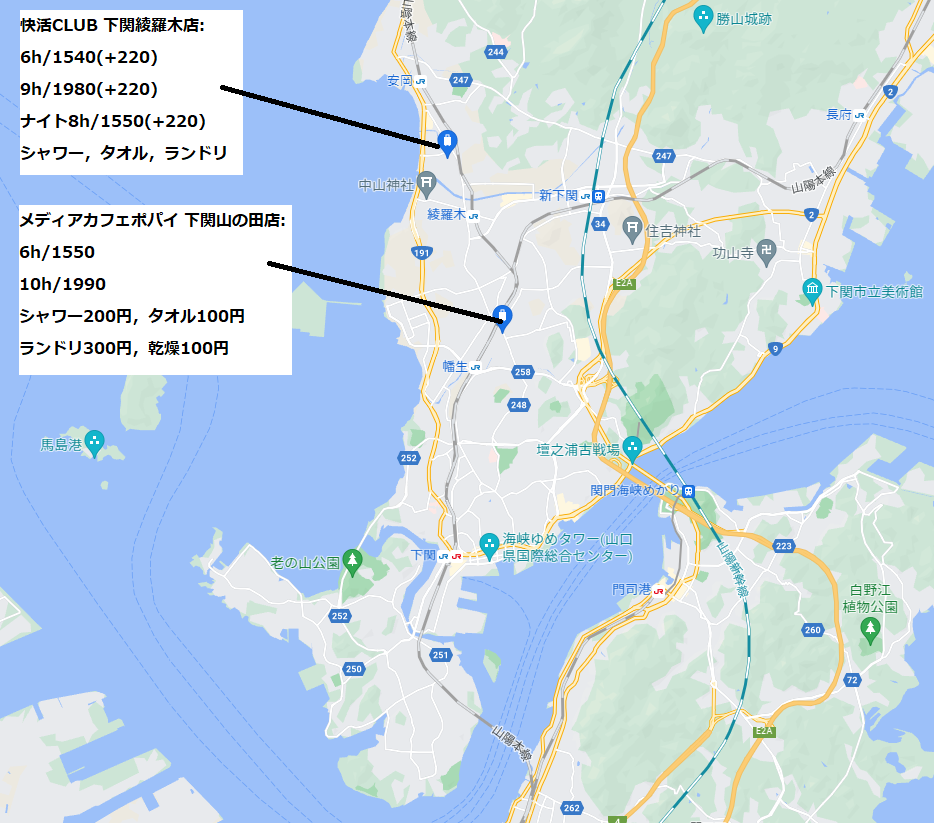 快活CLUB 下関綾羅木店:
6h/1540(+220)
9h/1980(+220)
ナイト8h/1550(+220)
シャワー，タオル，ランドリ
メディアカフェポパイ 下関山の田店:
6h/1550
10h/1990
シャワー200円，タオル100円
ランドリ300円，乾燥100円
山陰本線
勝山城跡
244
安岡 JR
247
2
長府 JR
247
中山神社
新下関 JR
山陽本線
綾羅木 JR
34
住吉神社
2
191
功山寺
E2A
下関市立美術館
9
幡生 JR
258
248
馬島港
252
壇之浦古戦場
関門海峡めかり
下関 JR JR
海峡ゆめタワー(山口
県国際総合センター)
223
山陽新幹線
老の山公園
門司港 JR
白野江
植物公園
252
260
251
250
72
山陽本線
E2A
262
4